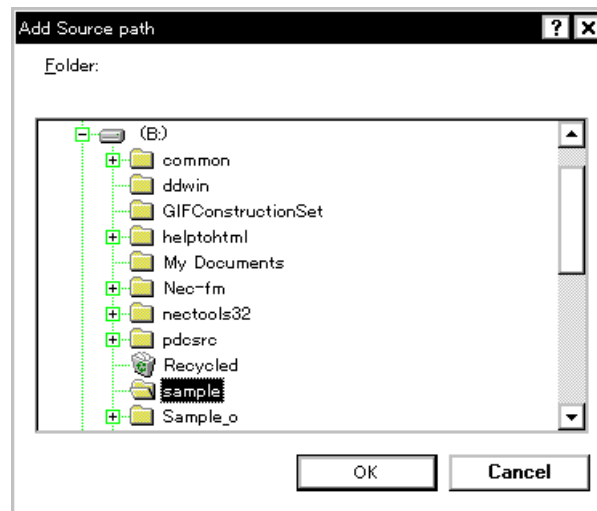 Add Source path
Folder:
(B:)
common
ddwin
GIFConstructionSet
helptohtml
My Documents
Nec-fm
nectools32
pdcsrc
Recycled
sample
Sample_o
OK
Cancel